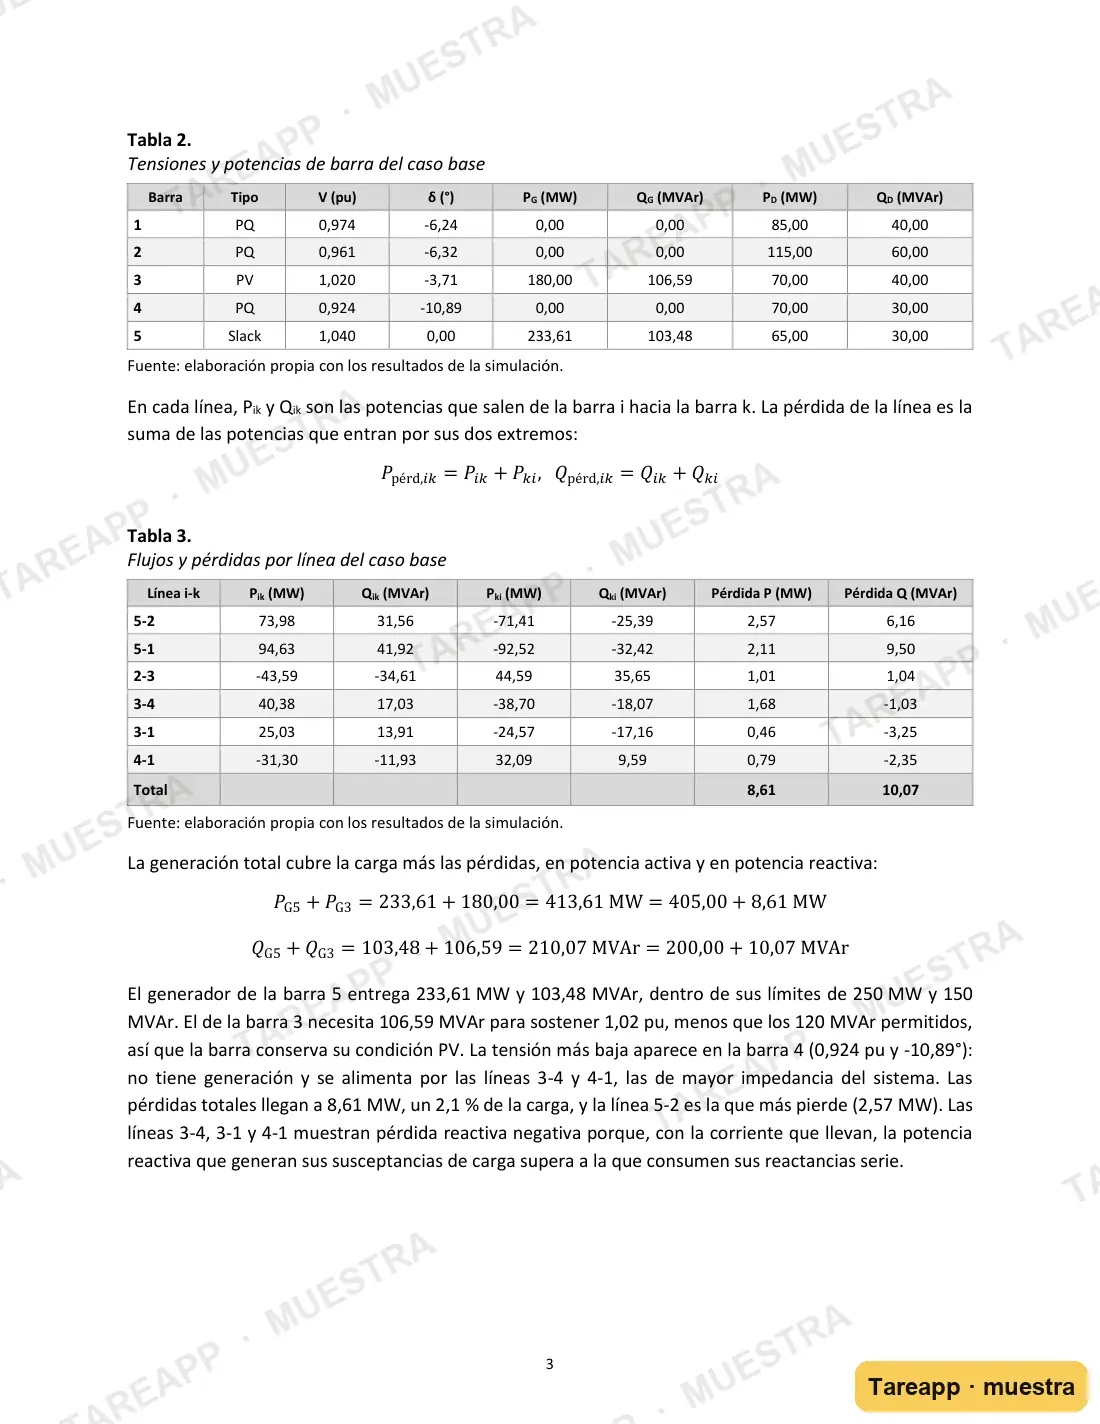 Tabla 2.
Tensiones y potencias de barra del caso base
Barra Tipo V (pu) δ (°) PG (MW) QG (MVAr) PD (MW) QD (MVAr)
1 PQ 0,974 -6,24 0,00 0,00 85,00 40,00
2 PQ 0,961 -6,32 0,00 0,00 115,00 60,00
3 PV 1,020 -3,71 180,00 106,59 70,00 40,00
4 PQ 0,924 -10,89 0,00 0,00 70,00 30,00
5 Slack 1,040 0,00 233,61 103,48 65,00 30,00
Fuente: elaboración propia con los resultados de la simulación.
En cada línea, Pik y Qik son las potencias que salen de la barra i hacia la barra k. La pérdida de la línea es la
suma de las potencias que entran por sus dos extremos:
Ppérd,ik = Pik + Pki, Qpérd,ik = Qik + Qki
Tabla 3.
Flujos y pérdidas por línea del caso base
Línea i-k Pik (MW) Qik (MVAr) Pki (MW) Qki (MVAr) Pérdida P (MW) Pérdida Q (MVAr)
5-2 73,98 31,56 -71,41 -25,39 2,57 6,16
5-1 94,63 41,92 -92,52 -32,42 2,11 9,50
2-3 -43,59 -34,61 44,59 35,65 1,01 1,04
3-4 40,38 17,03 -38,70 -18,07 1,68 -1,03
3-1 25,03 13,91 -24,57 -17,16 0,46 -3,25
4-1 -31,30 -11,93 32,09 9,59 0,79 -2,35
Total 8,61 10,07
Fuente: elaboración propia con los resultados de la simulación.
La generación total cubre la carga más las pérdidas, en potencia activa y en potencia reactiva:
PG5 + PG3 = 233,61 + 180,00 = 413,61 MW = 405,00 + 8,61 MW
QG5 + QG3 = 103,48 + 106,59 = 210,07 MVAr = 200,00 + 10,07 MVAr
El generador de la barra 5 entrega 233,61 MW y 103,48 MVAr, dentro de sus límites de 250 MW y 150
MVAr. El de la barra 3 necesita 106,59 MVAr para sostener 1,02 pu, menos que los 120 MVAr permitidos,
así que la barra conserva su condición PV. La tensión más baja aparece en la barra 4 (0,924 pu y -10,89°):
no tiene generación y se alimenta por las líneas 3-4 y 4-1, las de mayor impedancia del sistema. Las
pérdidas totales llegan a 8,61 MW, un 2,1 % de la carga, y la línea 5-2 es la que más pierde (2,57 MW). Las
líneas 3-4, 3-1 y 4-1 muestran pérdida reactiva negativa porque, con la corriente que llevan, la potencia
reactiva que generan sus susceptancias de carga supera a la que consumen sus reactancias serie.
3
Tareapp · muestra
TAREAPP · MUESTRA